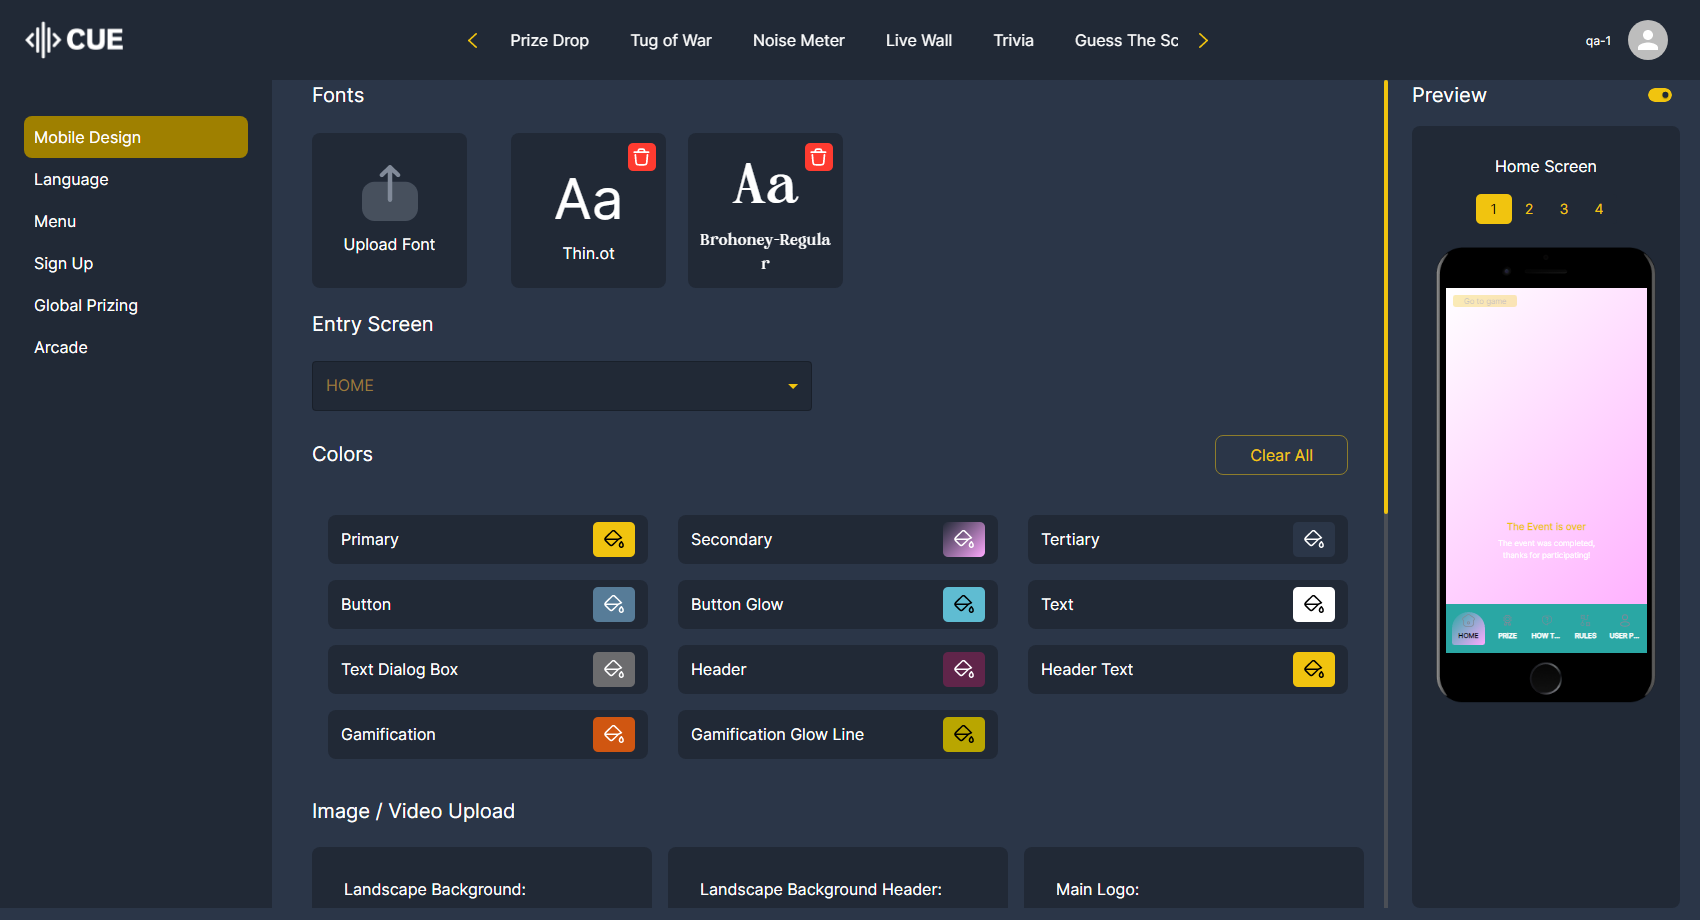 CUE
Prize Drop
Tug of War
Noise Meter
Live Wall
Trivia
Guess The Sc
qa-1
Mobile Design
Language
Menu
Sign Up
Global Prizing
Arcade
Fonts
Upload Font
Aa
Thin.ot
Aa
Brohoney-Regula
r
Entry Screen
HOME
Colors
Clear All
Primary
Secondary
Tertiary
Button
Button Glow
Text
Text Dialog Box
Header
Header Text
Gamification
Gamification Glow Line
Image / Video Upload
Landscape Background:
Landscape Background Header:
Main Logo:
Preview
Home Screen
1 2 3 4
Go to game
The Event is over
The event was completed,
thanks for participating!
HOME
PRIZE
HOW T...
RULES
USER P...